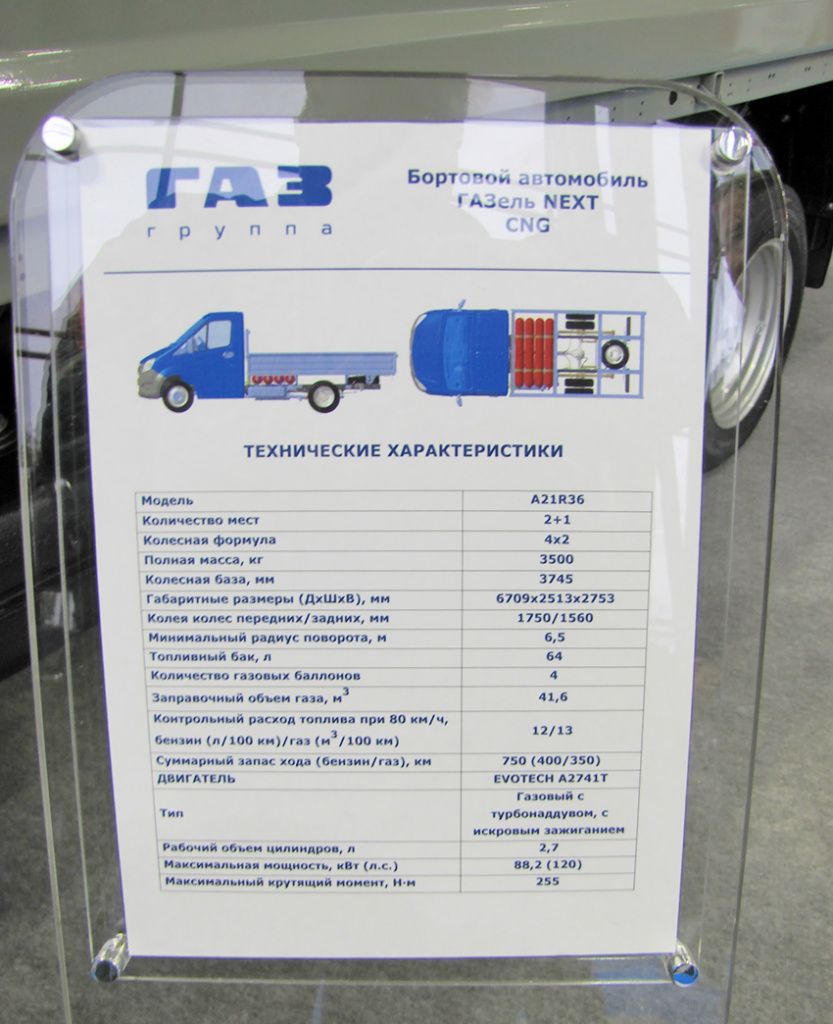 ГАЗ
группа
Бортовой автомобиль
ГАЗель NEXT
CNG
ТЕХНИЧЕСКИЕ ХАРАКТЕРИСТИКИ
Модель A21R36
Количество мест 2+1
Колесная формула 4x2
Полная масса, кг 3500
Колесная база, мм 3745
Габаритные размеры (ДхШхВ), мм 6709х2513х2753
Колея колес передних/задних, мм 1750/1560
Минимальный радиус поворота, м 6,5
Топливный бак, л 64
Количество газовых баллонов 4
Заправочный объем газа, м³ 41,6
Контрольный расход топлива при 80 км/ч,
бензин (л/100 км)/газ (м³/100 км) 12/13
Суммарный запас хода (бензин/газ), км 750 (400/350)
ДВИГАТЕЛЬ EVOTECH A2741T
Тип Газовый с
турбонаддувом, с
искровым зажиганием
Рабочий объем цилиндров, л 2,7
Максимальная мощность, кВт (л.с.) 88,2 (120)
Максимальный крутящий момент, Н·м 255